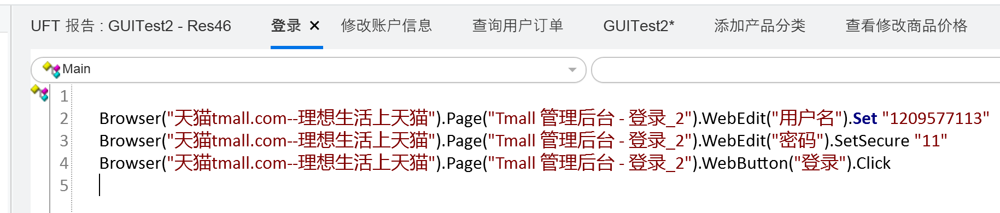 UFT 报告 : GUITest2 - Res46 登录 × 修改账户信息 查询用户订单 GUITest2* 添加产品分类 查看修改商品价格
Main
1
2 Browser("天猫tmall.com--理想生活上天猫").Page("Tmall 管理后台 - 登录_2").WebEdit("用户名").Set "1209577113"
3 Browser("天猫tmall.com--理想生活上天猫").Page("Tmall 管理后台 - 登录_2").WebEdit("密码").SetSecure "11"
4 Browser("天猫tmall.com--理想生活上天猫").Page("Tmall 管理后台 - 登录_2").WebButton("登录").Click
5